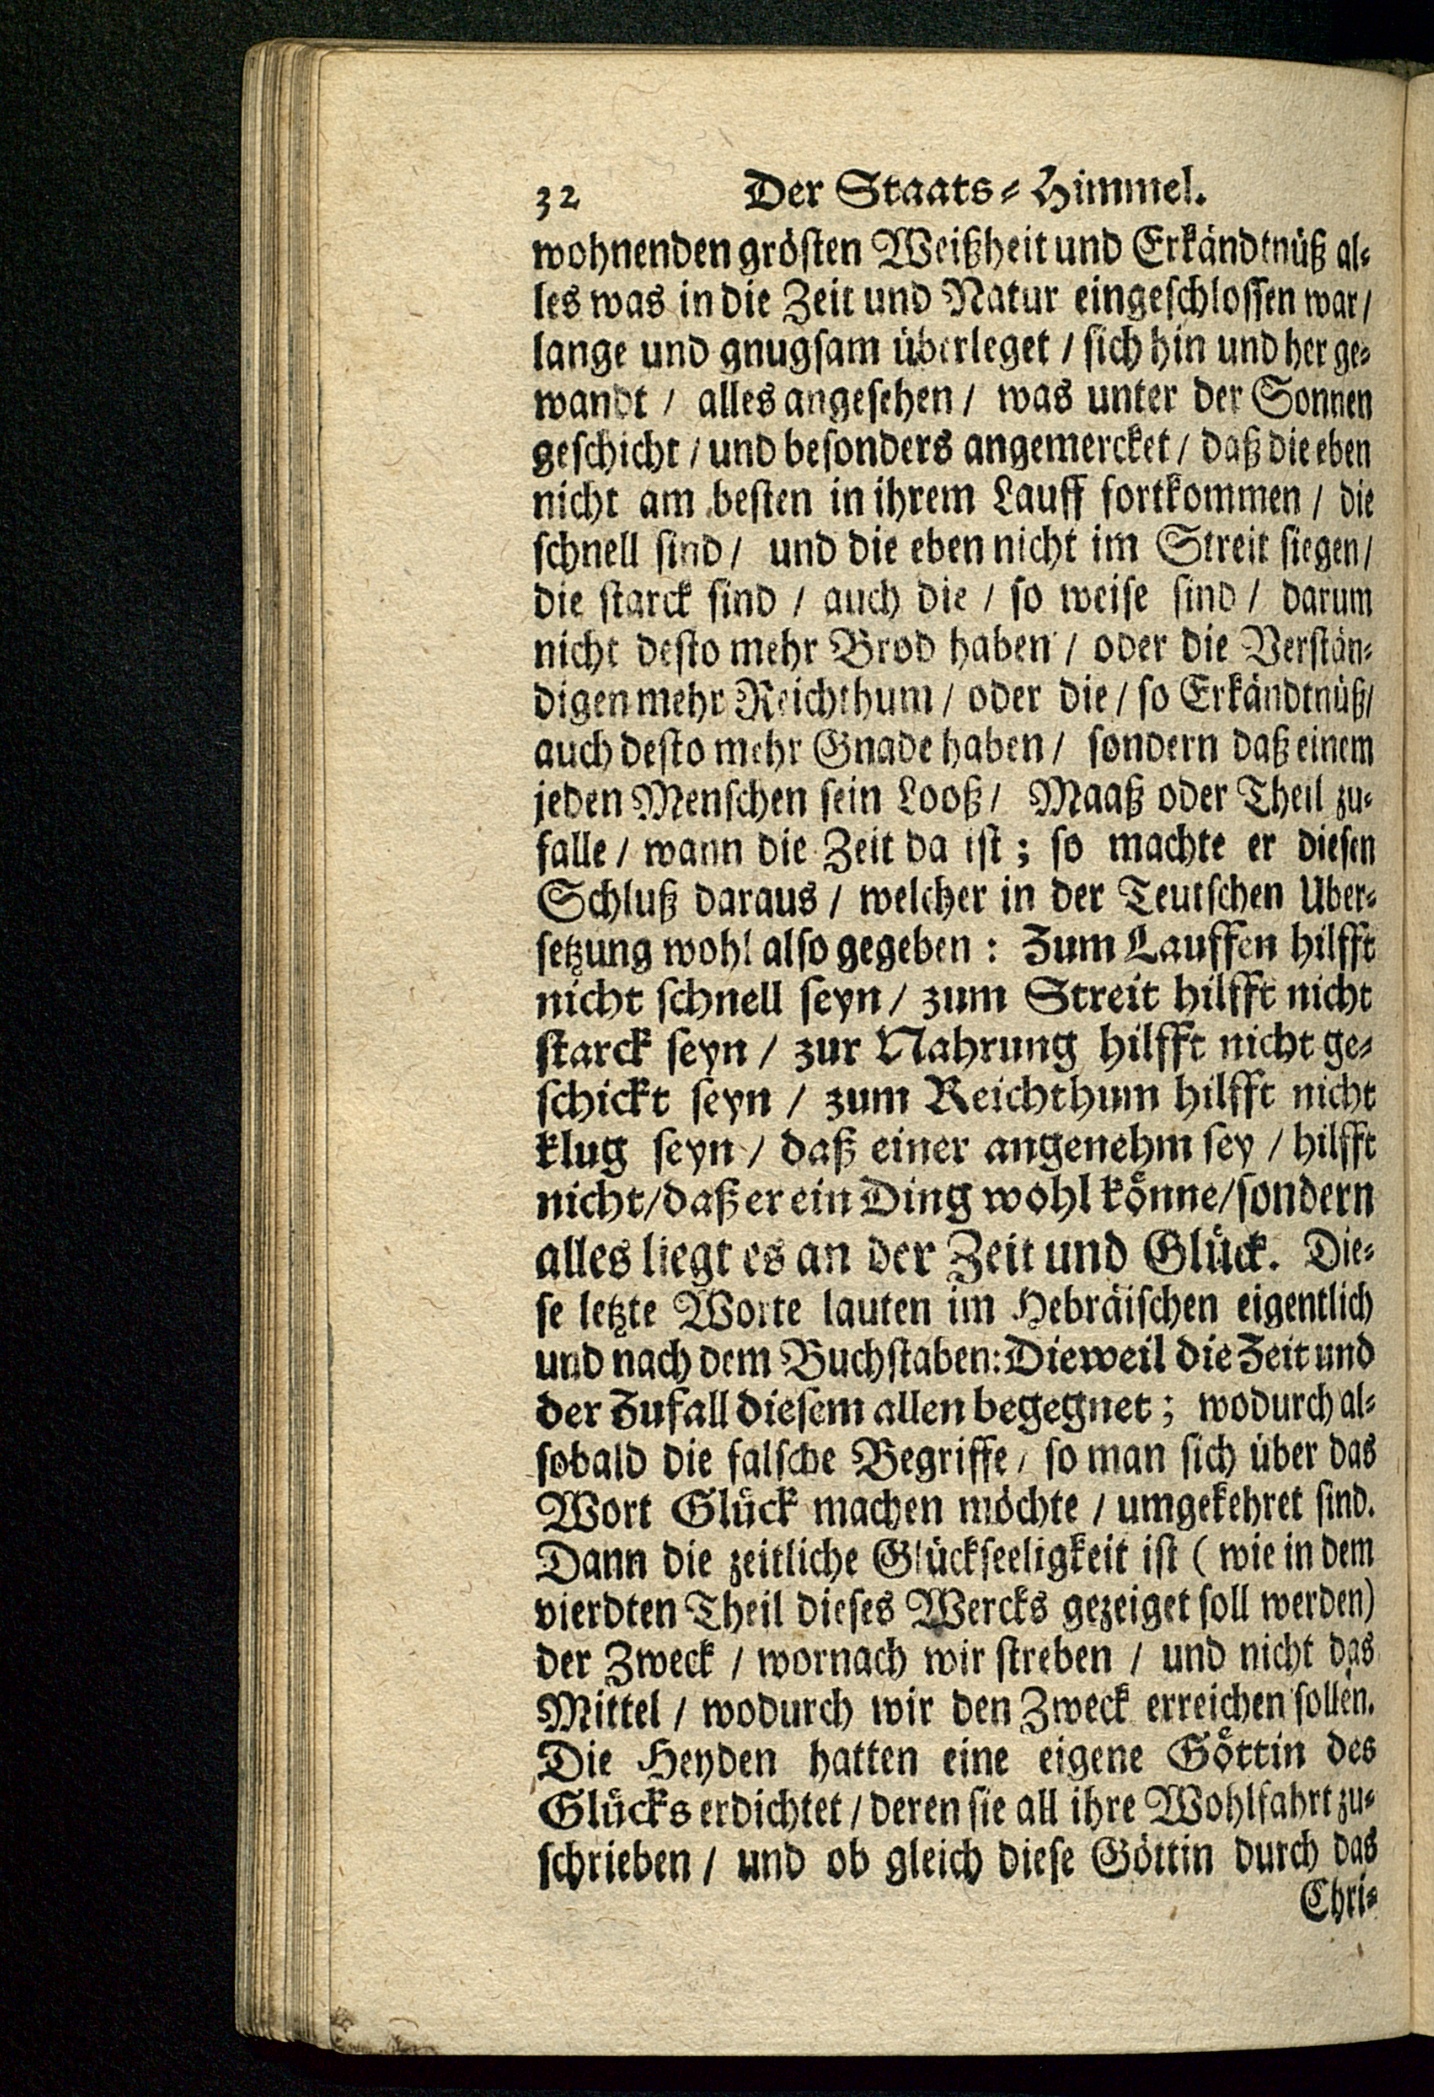 32 Der Staats-Himmel.
wohnenden grösten Weißheit und Erkändtnüß al-
les was in die Zeit und Natur eingeschlossen war /
lange und gnugsam überleget / sich hin und her ge-
wandt / alles angesehen / was unter der Sonnen
geschicht / und besonders angemercket / daß die eben
nicht am besten in ihrem Lauff fortkommen / die
schnell sind / und die eben nicht im Streit siegen /
die starck sind / auch die / so weise sind / darum
nicht desto mehr Brod haben / oder die Verstän-
digen mehr Reichthum / oder die / so Erkändtnüß /
auch desto mehr Gnade haben / sondern daß einem
jeden Menschen sein Looß / Maaß oder Theil zu-
falle / wann die Zeit da ist ; so machte er diesen
Schluß daraus / welcher in der Teutschen Uber-
setzung wohl also gegeben : Zum Lauffen hilfft
nicht schnell seyn / zum Streit hilfft nicht
starck seyn / zur Nahrung hilfft nicht ge-
schickt seyn / zum Reichthum hilfft nicht
klug seyn / daß einer angenehm sey / hilfft
nicht / daß er ein Ding wohl könne / sondern
alles liegt es an der Zeit und Glück. Die-
se letzte Worte lauten im Hebräischen eigentlich
und nach dem Buchstaben: Dieweil die Zeit und
der Zufall diesem allen begegnet ; wodurch al-
sobald die falsche Begriffe / so man sich über das
Wort Glück machen möchte / umgekehret sind.
Dann die zeitliche Glückseeligkeit ist ( wie in dem
vierdten Theil dieses Wercks gezeiget soll werden)
der Zweck / wornach wir streben / und nicht das
Mittel / wodurch wir den Zweck erreichen sollen.
Die Heyden hatten eine eigene Göttin des
Glücks erdichtet / deren sie all ihre Wohlfahrt zu-
schrieben / und ob gleich diese Göttin durch das
Chri-